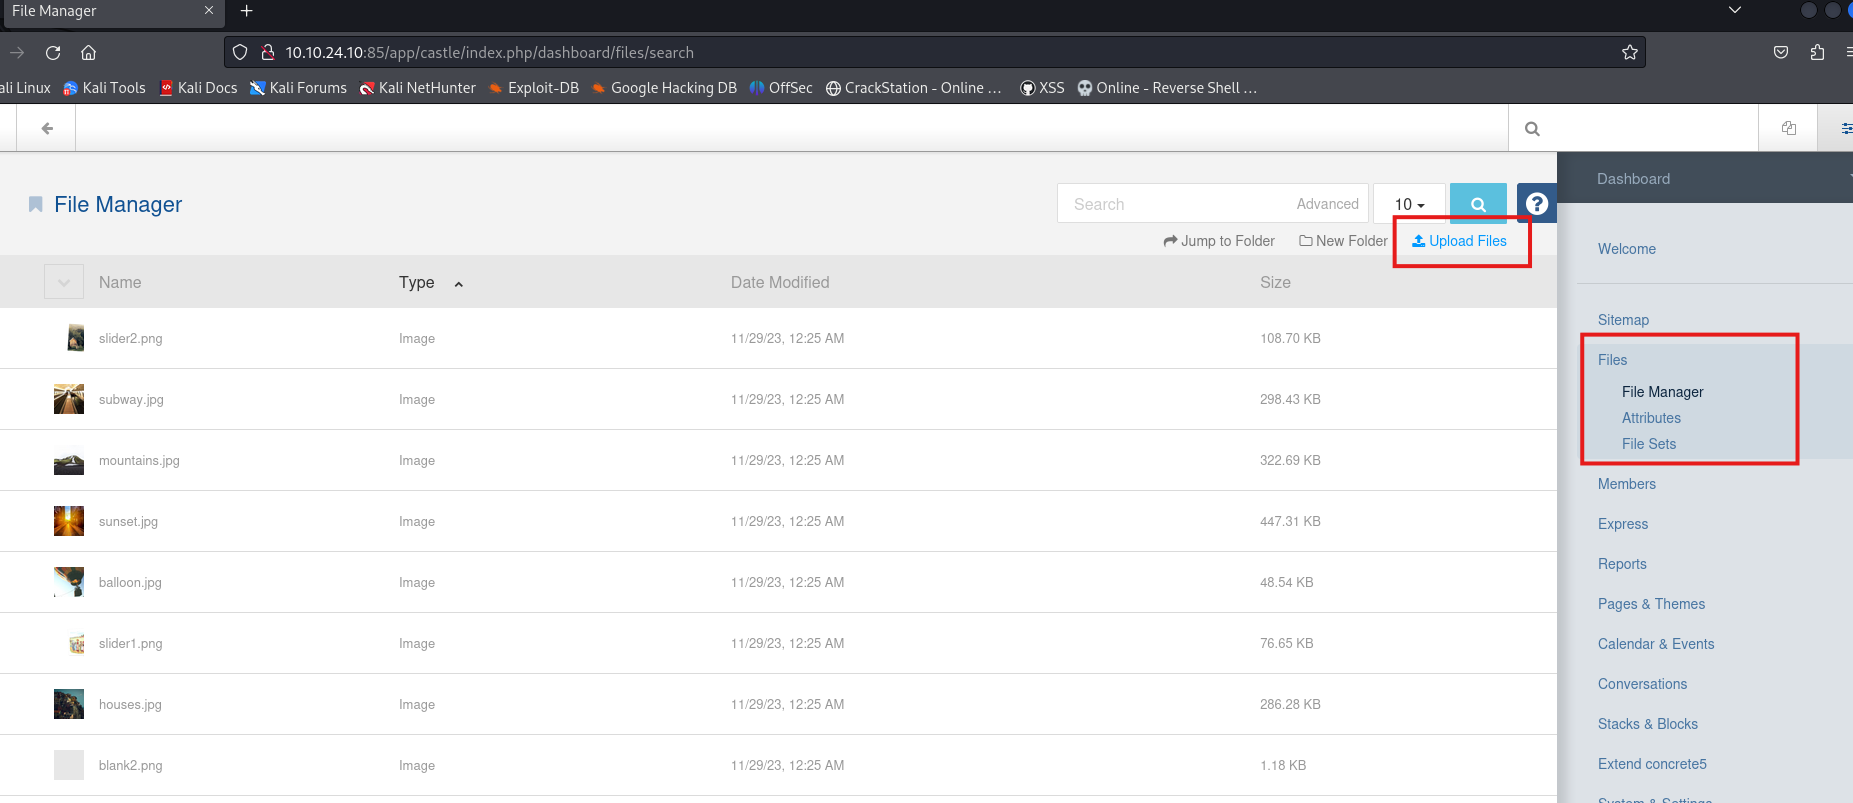 File Manager
10.10.24.10:85/app/castle/index.php/dashboard/files/search
ali Linux Kali Tools Kali Docs Kali Forums Kali NetHunter Exploit-DB Google Hacking DB OffSec CrackStation - Online ... XSS Online - Reverse Shell ...
Dashboard
File Manager
Search Advanced 10
Jump to Folder New Folder Upload Files
Welcome
Name Type Date Modified Size
Sitemap
slider2.png Image 11/29/23, 12:25 AM 108.70 KB
Files
File Manager
subway.jpg Image 11/29/23, 12:25 AM 298.43 KB
Attributes
File Sets
mountains.jpg Image 11/29/23, 12:25 AM 322.69 KB
Members
sunset.jpg Image 11/29/23, 12:25 AM 447.31 KB
Express
Reports
balloon.jpg Image 11/29/23, 12:25 AM 48.54 KB
Pages & Themes
slider1.png Image 11/29/23, 12:25 AM 76.65 KB
Calendar & Events
Conversations
houses.jpg Image 11/29/23, 12:25 AM 286.28 KB
Stacks & Blocks
blank2.png Image 11/29/23, 12:25 AM 1.18 KB
Extend concrete5